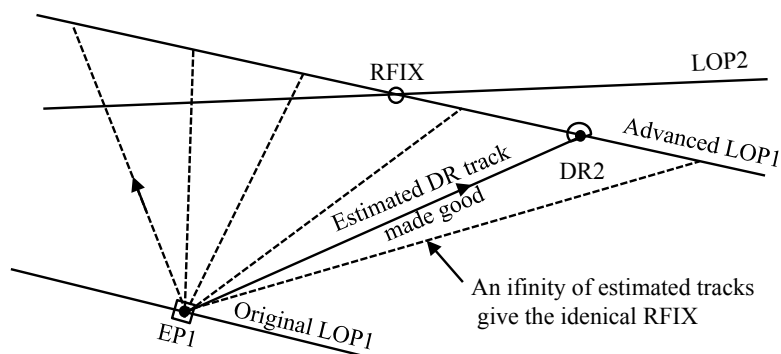 RFIX
LOP2
Advanced LOP1
DR2
Estimated DR track
made good
An ifinity of estimated tracks
give the idenical RFIX
EP1
Original LOP1